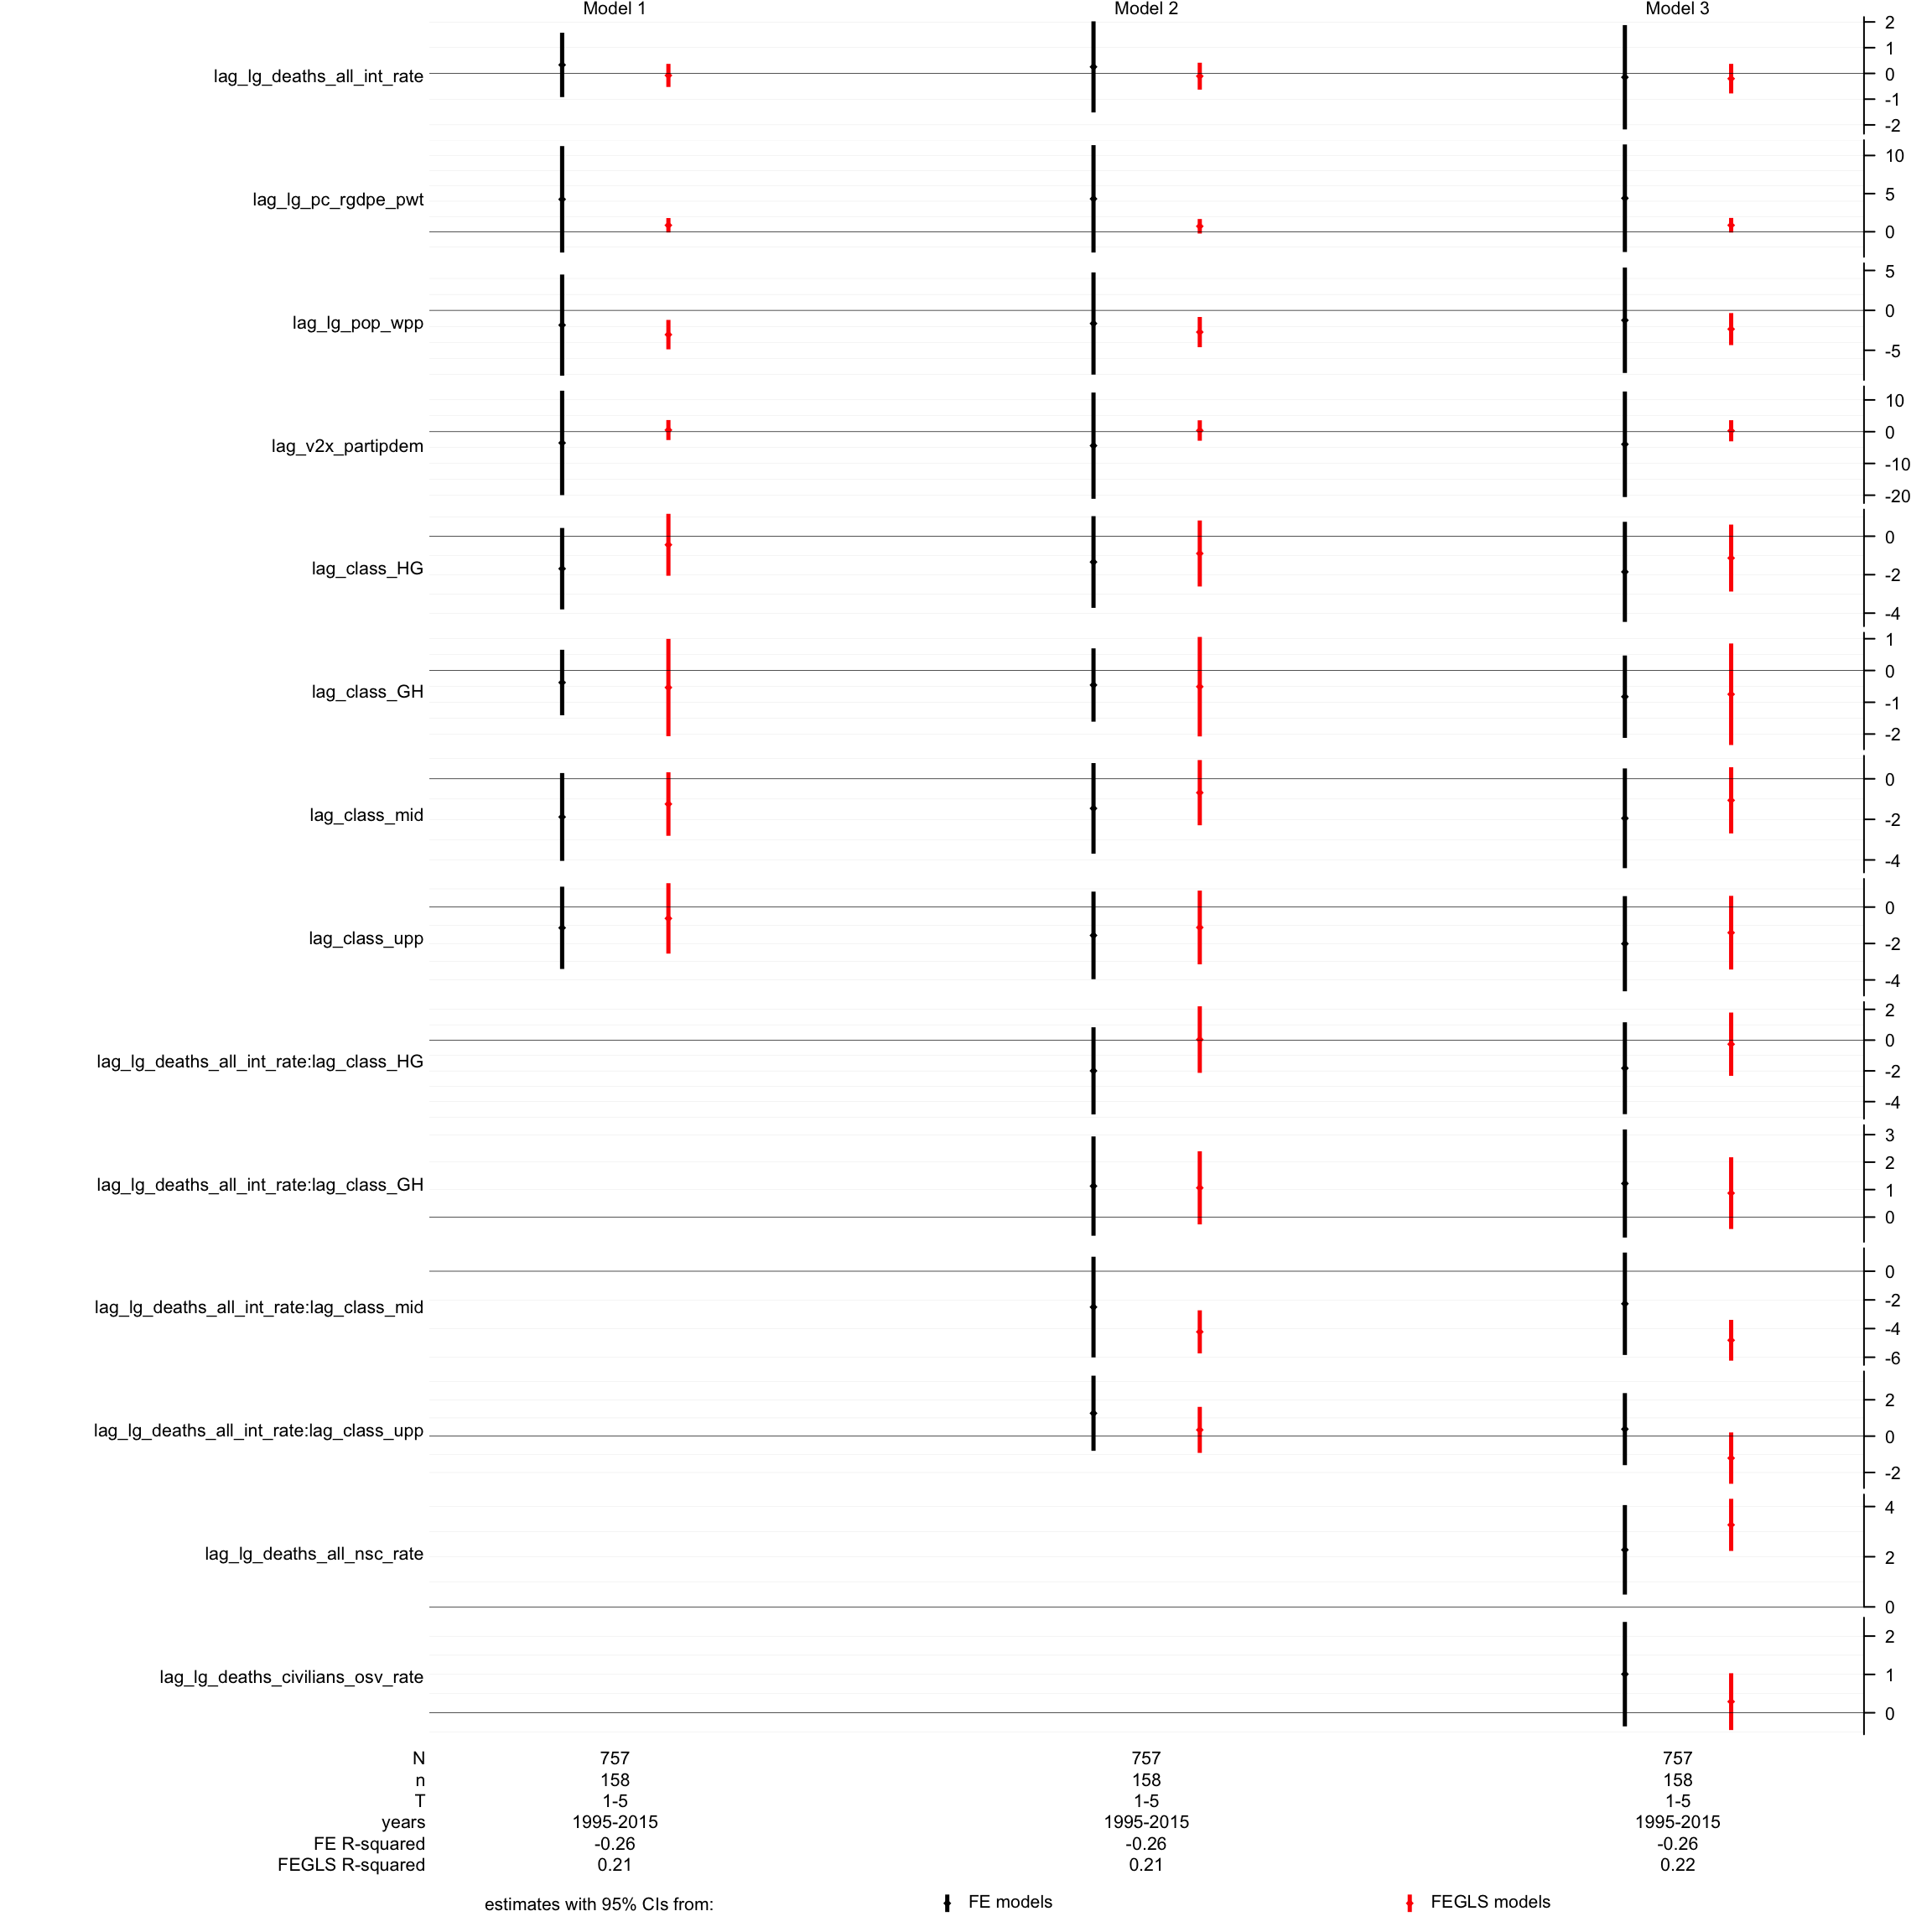 Model 1 Model 2 Model 3
2
1
lag_lg_deaths_all_int_rate 0
-1
-2
10
lag_lg_pc_rgdpe_pwt 5
0
5
0
lag_lg_pop_wpp
-5
10
0
lag_v2x_partipdem
-10
-20
0
lag_class_HG
-2
-4
1
0
lag_class_GH
-1
-2
0
lag_class_mid
-2
-4
0
lag_class_upp
-2
-4
2
0
lag_lg_deaths_all_int_rate:lag_class_HG
-2
-4
3
2
lag_lg_deaths_all_int_rate:lag_class_GH
1
0
0
-2
lag_lg_deaths_all_int_rate:lag_class_mid
-4
-6
2
lag_lg_deaths_all_int_rate:lag_class_upp
0
-2
4
lag_lg_deaths_all_nsc_rate
2
0
2
lag_lg_deaths_civilians_osv_rate 1
0
N 757 757 757
n 158 158 158
T 1-5 1-5 1-5
years 1995-2015 1995-2015 1995-2015
FE R-squared -0.26 -0.26 -0.26
FEGLS R-squared 0.21 0.21 0.22
estimates with 95% CIs from: FE models FEGLS models